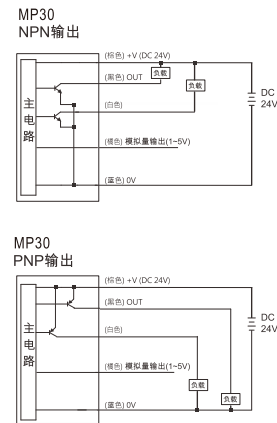 MP30
NPN输出
(棕色) +V (DC 24V)
(黑色) OUT
负载
负载
(白色)
主电路
DC
24V
(橘色) 模拟量输出(1~5V)
(蓝色) 0V
MP30
PNP输出
(棕色) +V (DC 24V)
(黑色) OUT
(白色)
主电路
DC
24V
(橘色) 模拟量输出(1~5V)
负载
负载
(蓝色) 0V